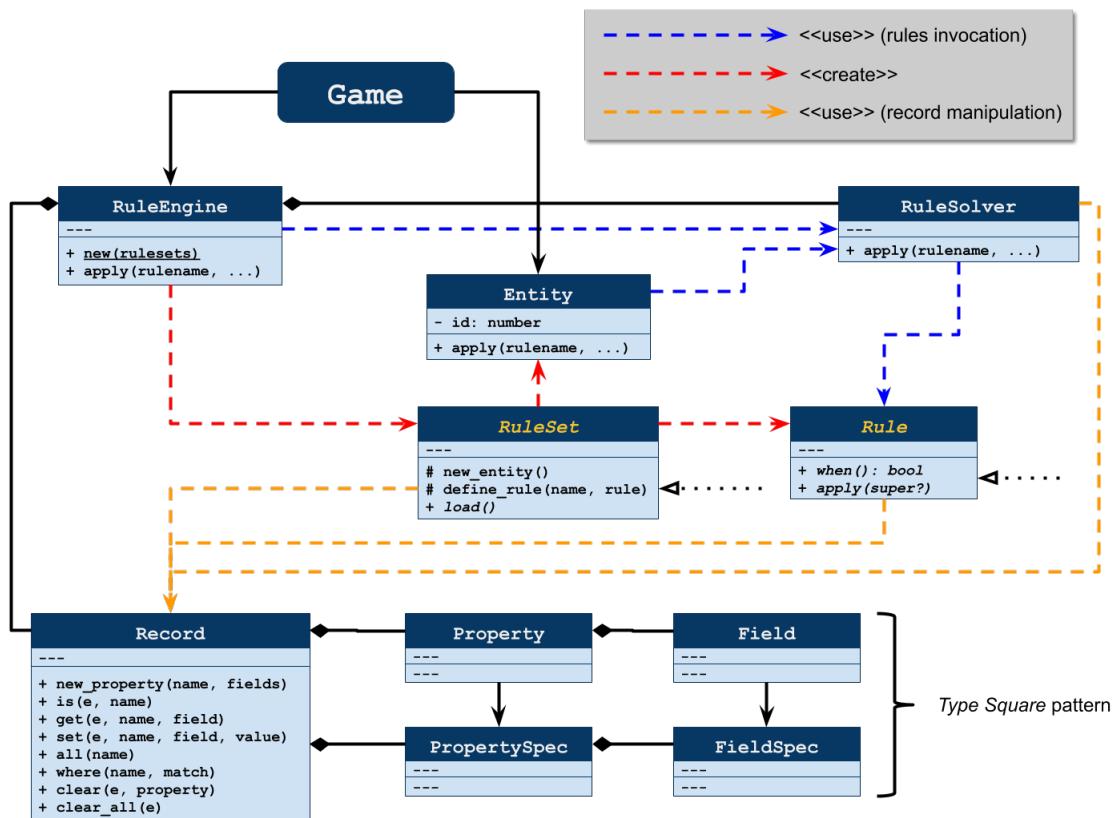 <<use>> (rules invocation)
<<create>>
<<use>> (record manipulation)
Game
RuleEngine
---
+ new(rulesets)
+ apply(rulename, ...)
RuleSolver
---
+ apply(rulename, ...)
Entity
- id: number
+ apply(rulename, ...)
RuleSet
---
# new_entity()
# define_rule(name, rule)
+ load()
Rule
---
+ when(): bool
+ apply(super?)
Record
---
+ new_property(name, fields)
+ is(e, name)
+ get(e, name, field)
+ set(e, name, field, value)
+ all(name)
+ where(name, match)
+ clear(e, property)
+ clear_all(e)
Property
---
---
Field
---
---
PropertySpec
---
---
FieldSpec
---
---
Type Square pattern